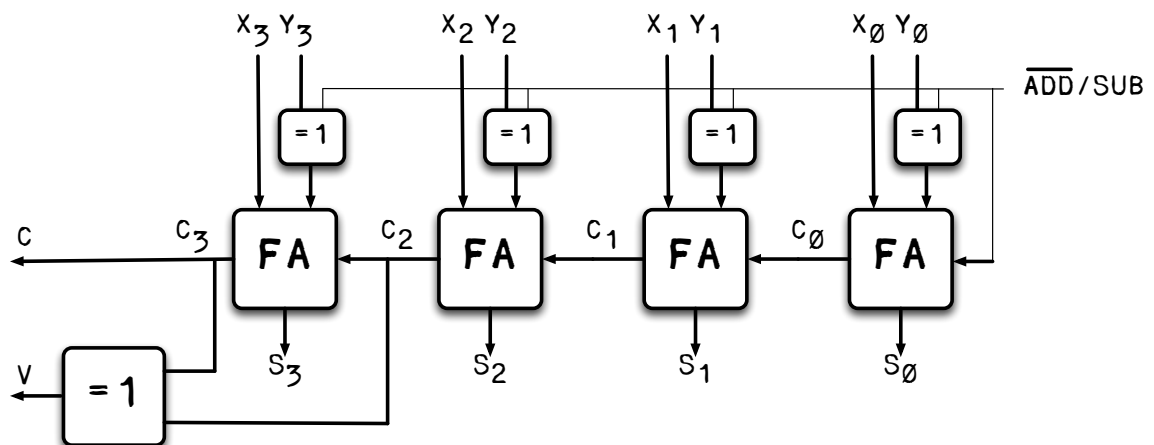 X3 Y3 X2 Y2 X1 Y1 XØ YØ
A̅D̅D̅/SUB
=1 =1 =1 =1
C C3 FA C2 FA C1 FA CØ FA
V =1 S3 S2 S1 SØ